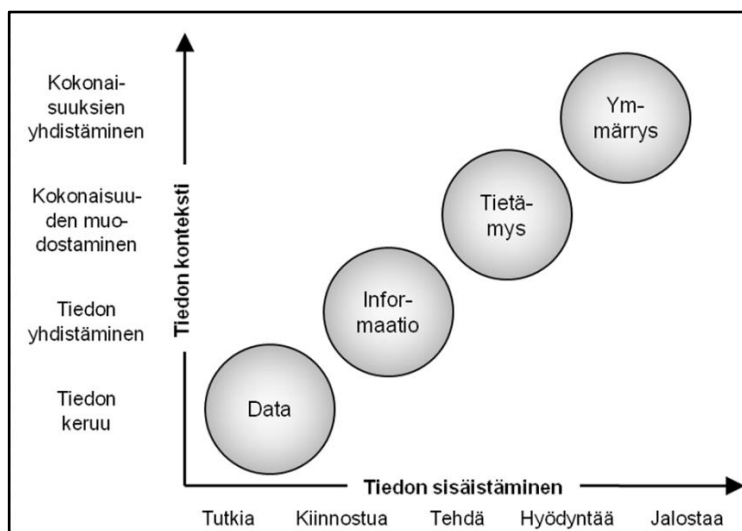 Kokonai-
suuksien
yhdistäminen
Kokonaisuu-
den muo-
dostaminen
Tiedon
yhdistäminen
Tiedon
keruu
Tiedon konteksti
Ym-
märrys
Tietä-
mys
Infor-
maatio
Data
Tiedon sisäistäminen
Tutkia Kiinnostua Tehdä Hyödyntää Jalostaa